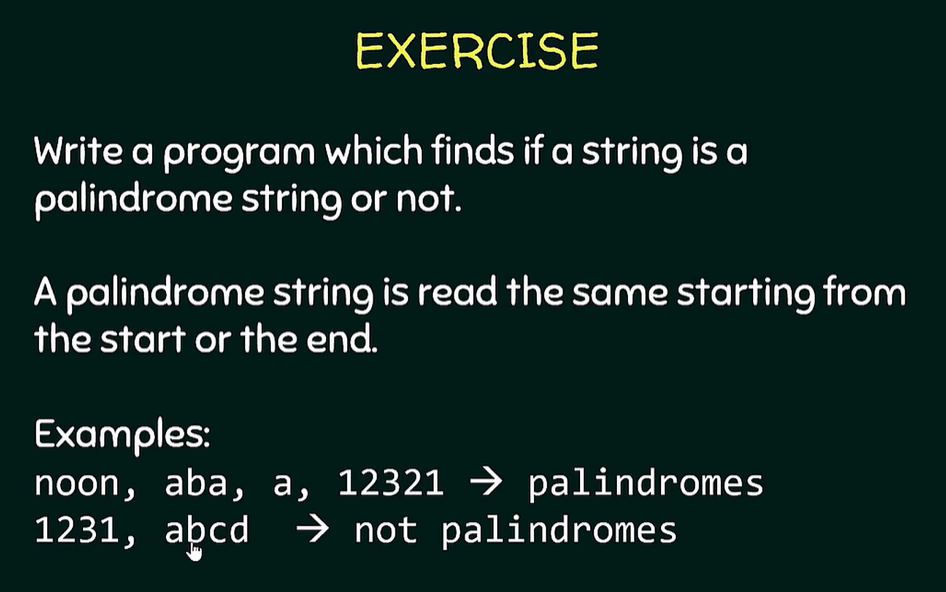 EXERCISE
Write a program which finds if a string is a
palindrome string or not.
A palindrome string is read the same starting from
the start or the end.
Examples:
noon, aba, a, 12321 → palindromes
1231, abcd → not palindromes